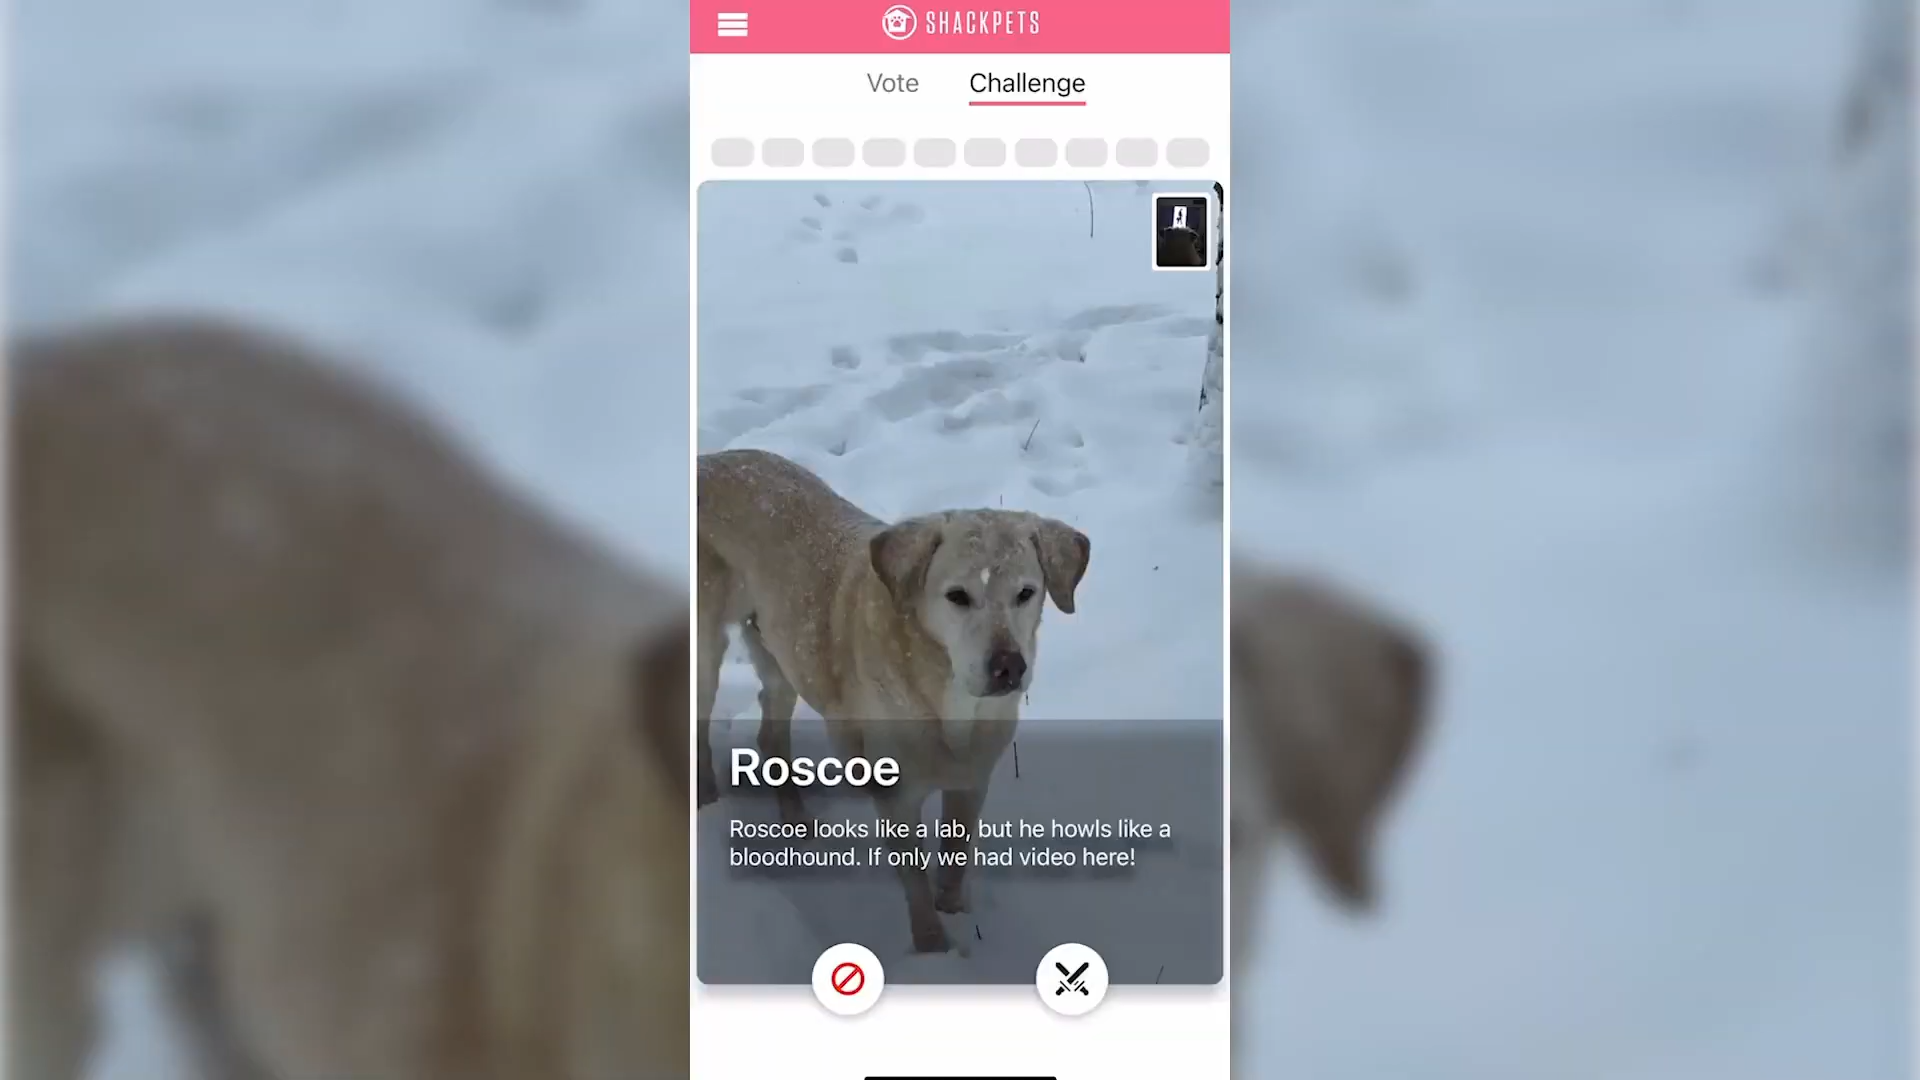 SHACKPETS
Vote
Challenge
Roscoe
Roscoe looks like a lab, but he howls like a
bloodhound. If only we had video here!